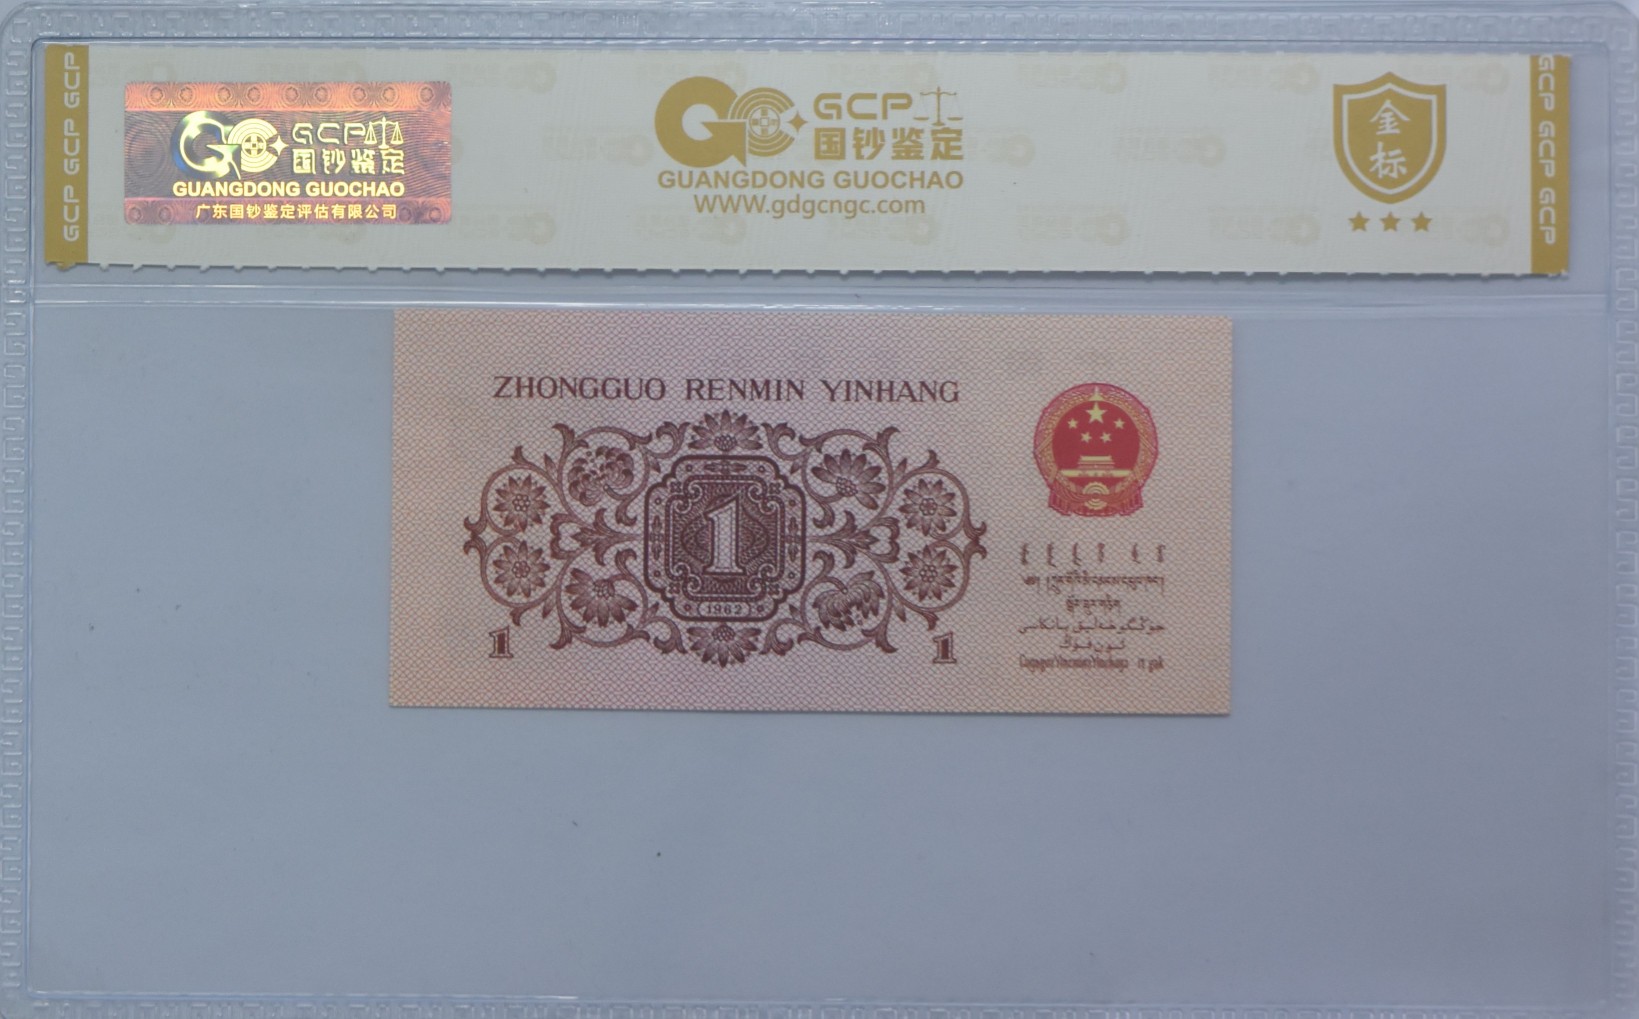 GCP GCP GCP
GCP 国钞鉴定
GUANGDONG GUOCHAO
广东国钞鉴定评估有限公司
GCP
国钞鉴定
GUANGDONG GUOCHAO
WWW.gdgcngc.com
金标
GCP GCP GCP
ZHONGGUO RENMIN YINHANG
1
1962
1
1